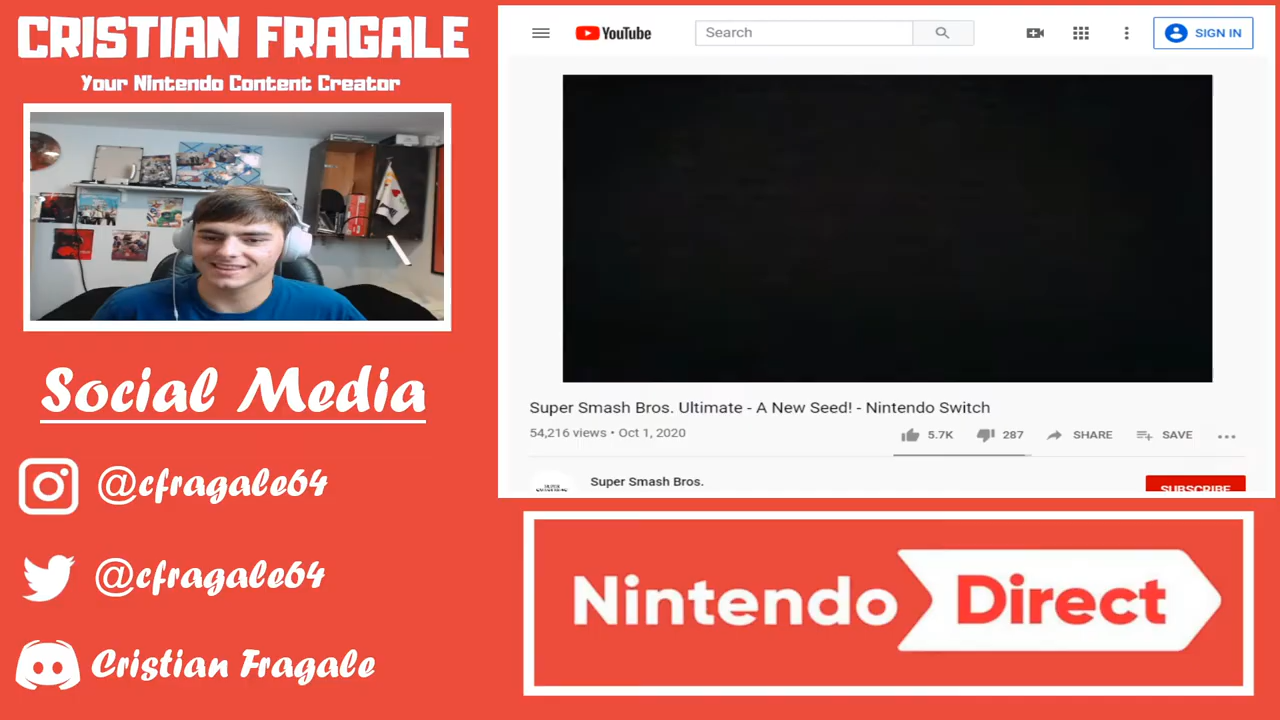 CRISTIAN FRAGALE
Your Nintendo Content Creator
Social Media
@cfragale64
@cfragale64
Cristian Fragale
YouTube
Search
SIGN IN
Super Smash Bros. Ultimate - A New Seed! - Nintendo Switch
54,216 views • Oct 1, 2020
5.7K
287
SHARE
SAVE
Super Smash Bros.
SUBSCRIBE
Nintendo Direct